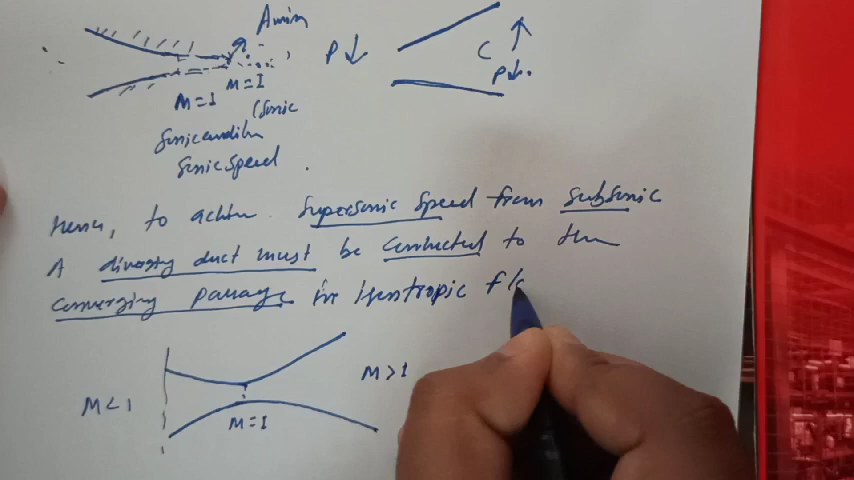 Amin
P↓
C ↑
P↓.
M=1
M=1
(Sonic
Sonic condition
Sonic Speed
Hence, to achieve Supersonic Speed from Subsonic
A diverging duct must be connected to the
Converging passage in Isentropic flo
M<1
M=1
M>1